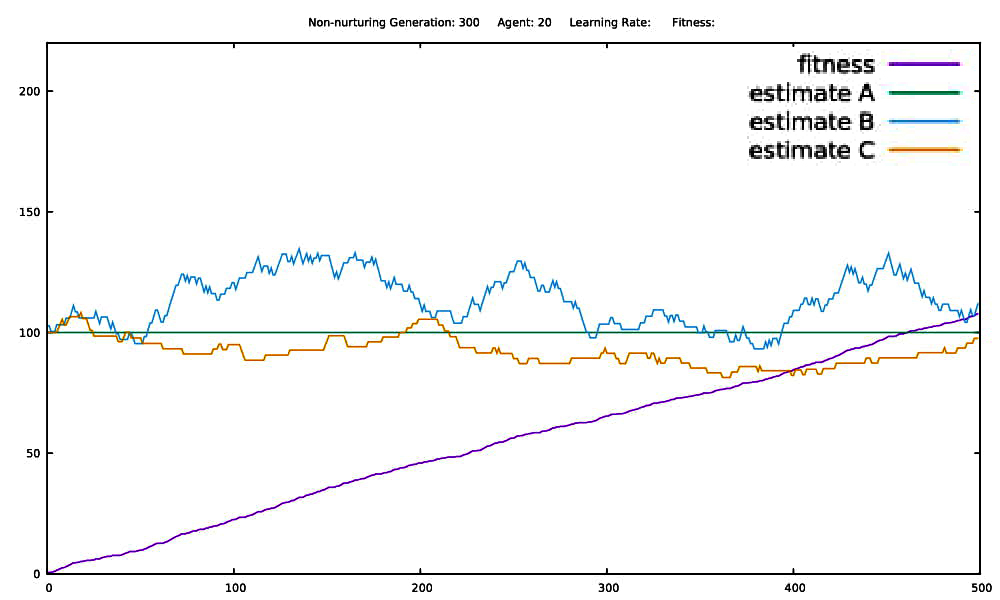 Non-nurturing Generation: 300 Agent: 20 Learning Rate: Fitness:
fitness
estimate A
estimate B
estimate C
200
150
100
50
0
0 100 200 300 400 500